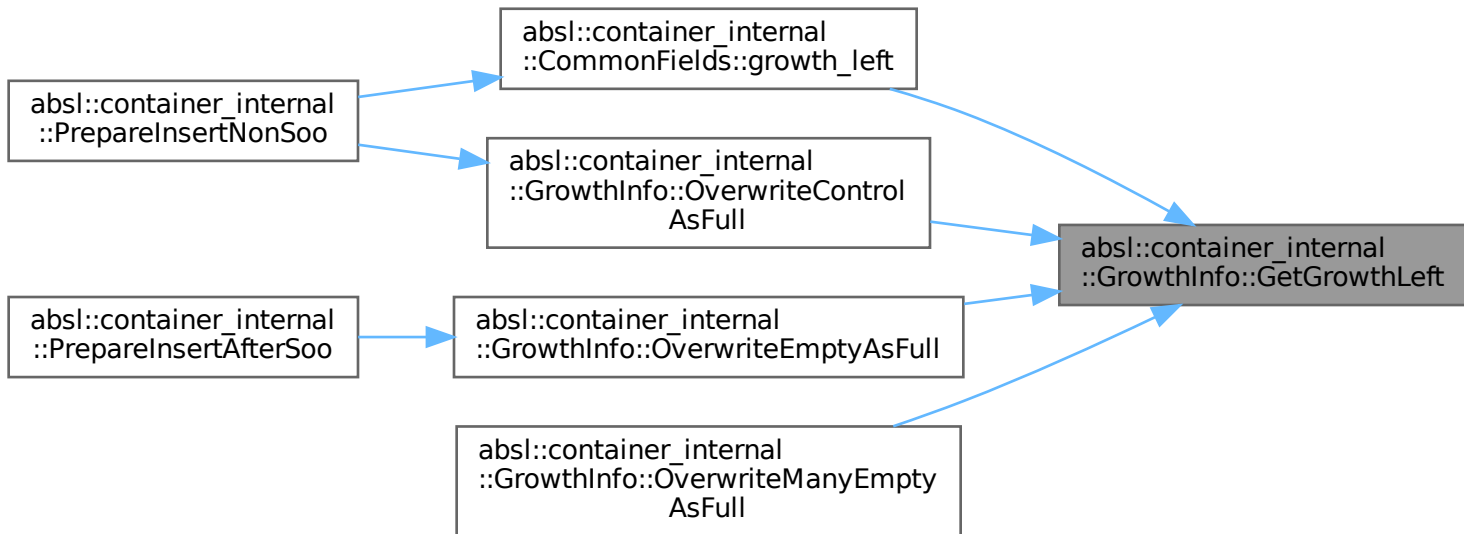 absl::container_internal
::CommonFields::growth_left
absl::container_internal
::PrepareInsertNonSoo
absl::container_internal
::GrowthInfo::OverwriteControl
AsFull
absl::container_internal
::GrowthInfo::GetGrowthLeft
absl::container_internal
::PrepareInsertAfterSoo
absl::container_internal
::GrowthInfo::OverwriteEmptyAsFull
absl::container_internal
::GrowthInfo::OverwriteManyEmpty
AsFull